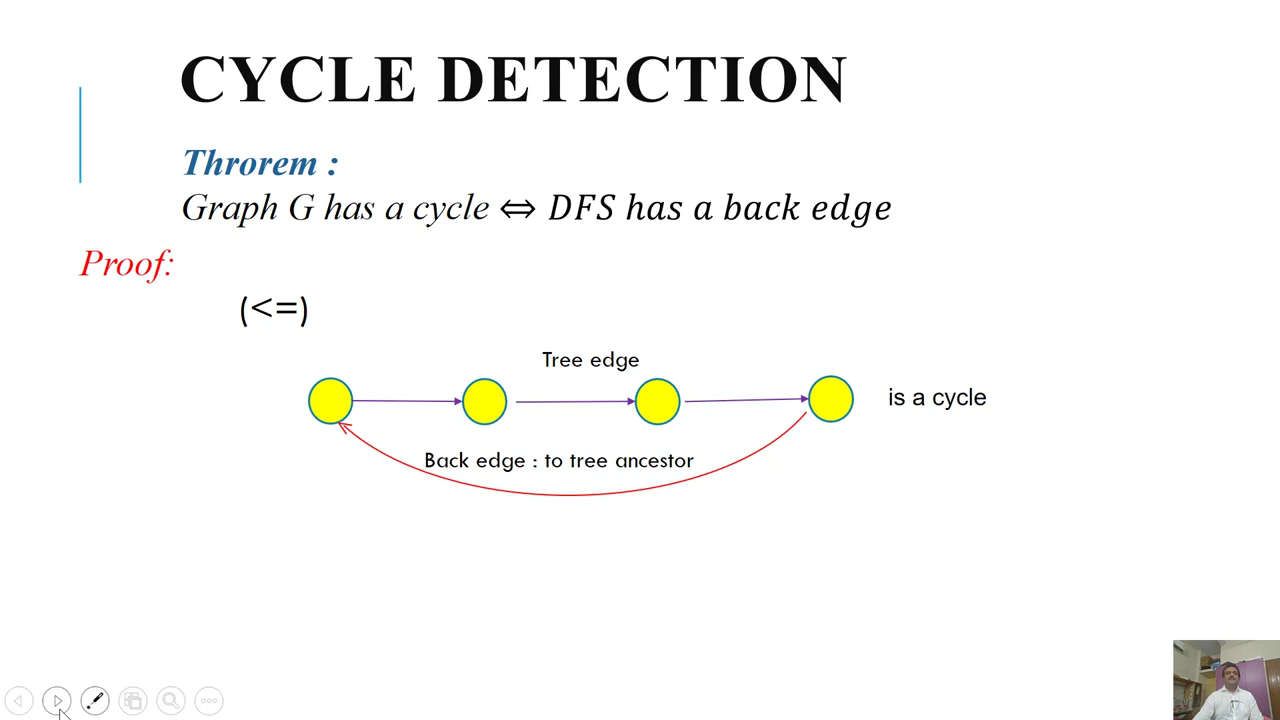 CYCLE DETECTION
Throrem :
Graph G has a cycle ⇔ DFS has a back edge
Proof:
(<=)
Tree edge
is a cycle
Back edge : to tree ancestor